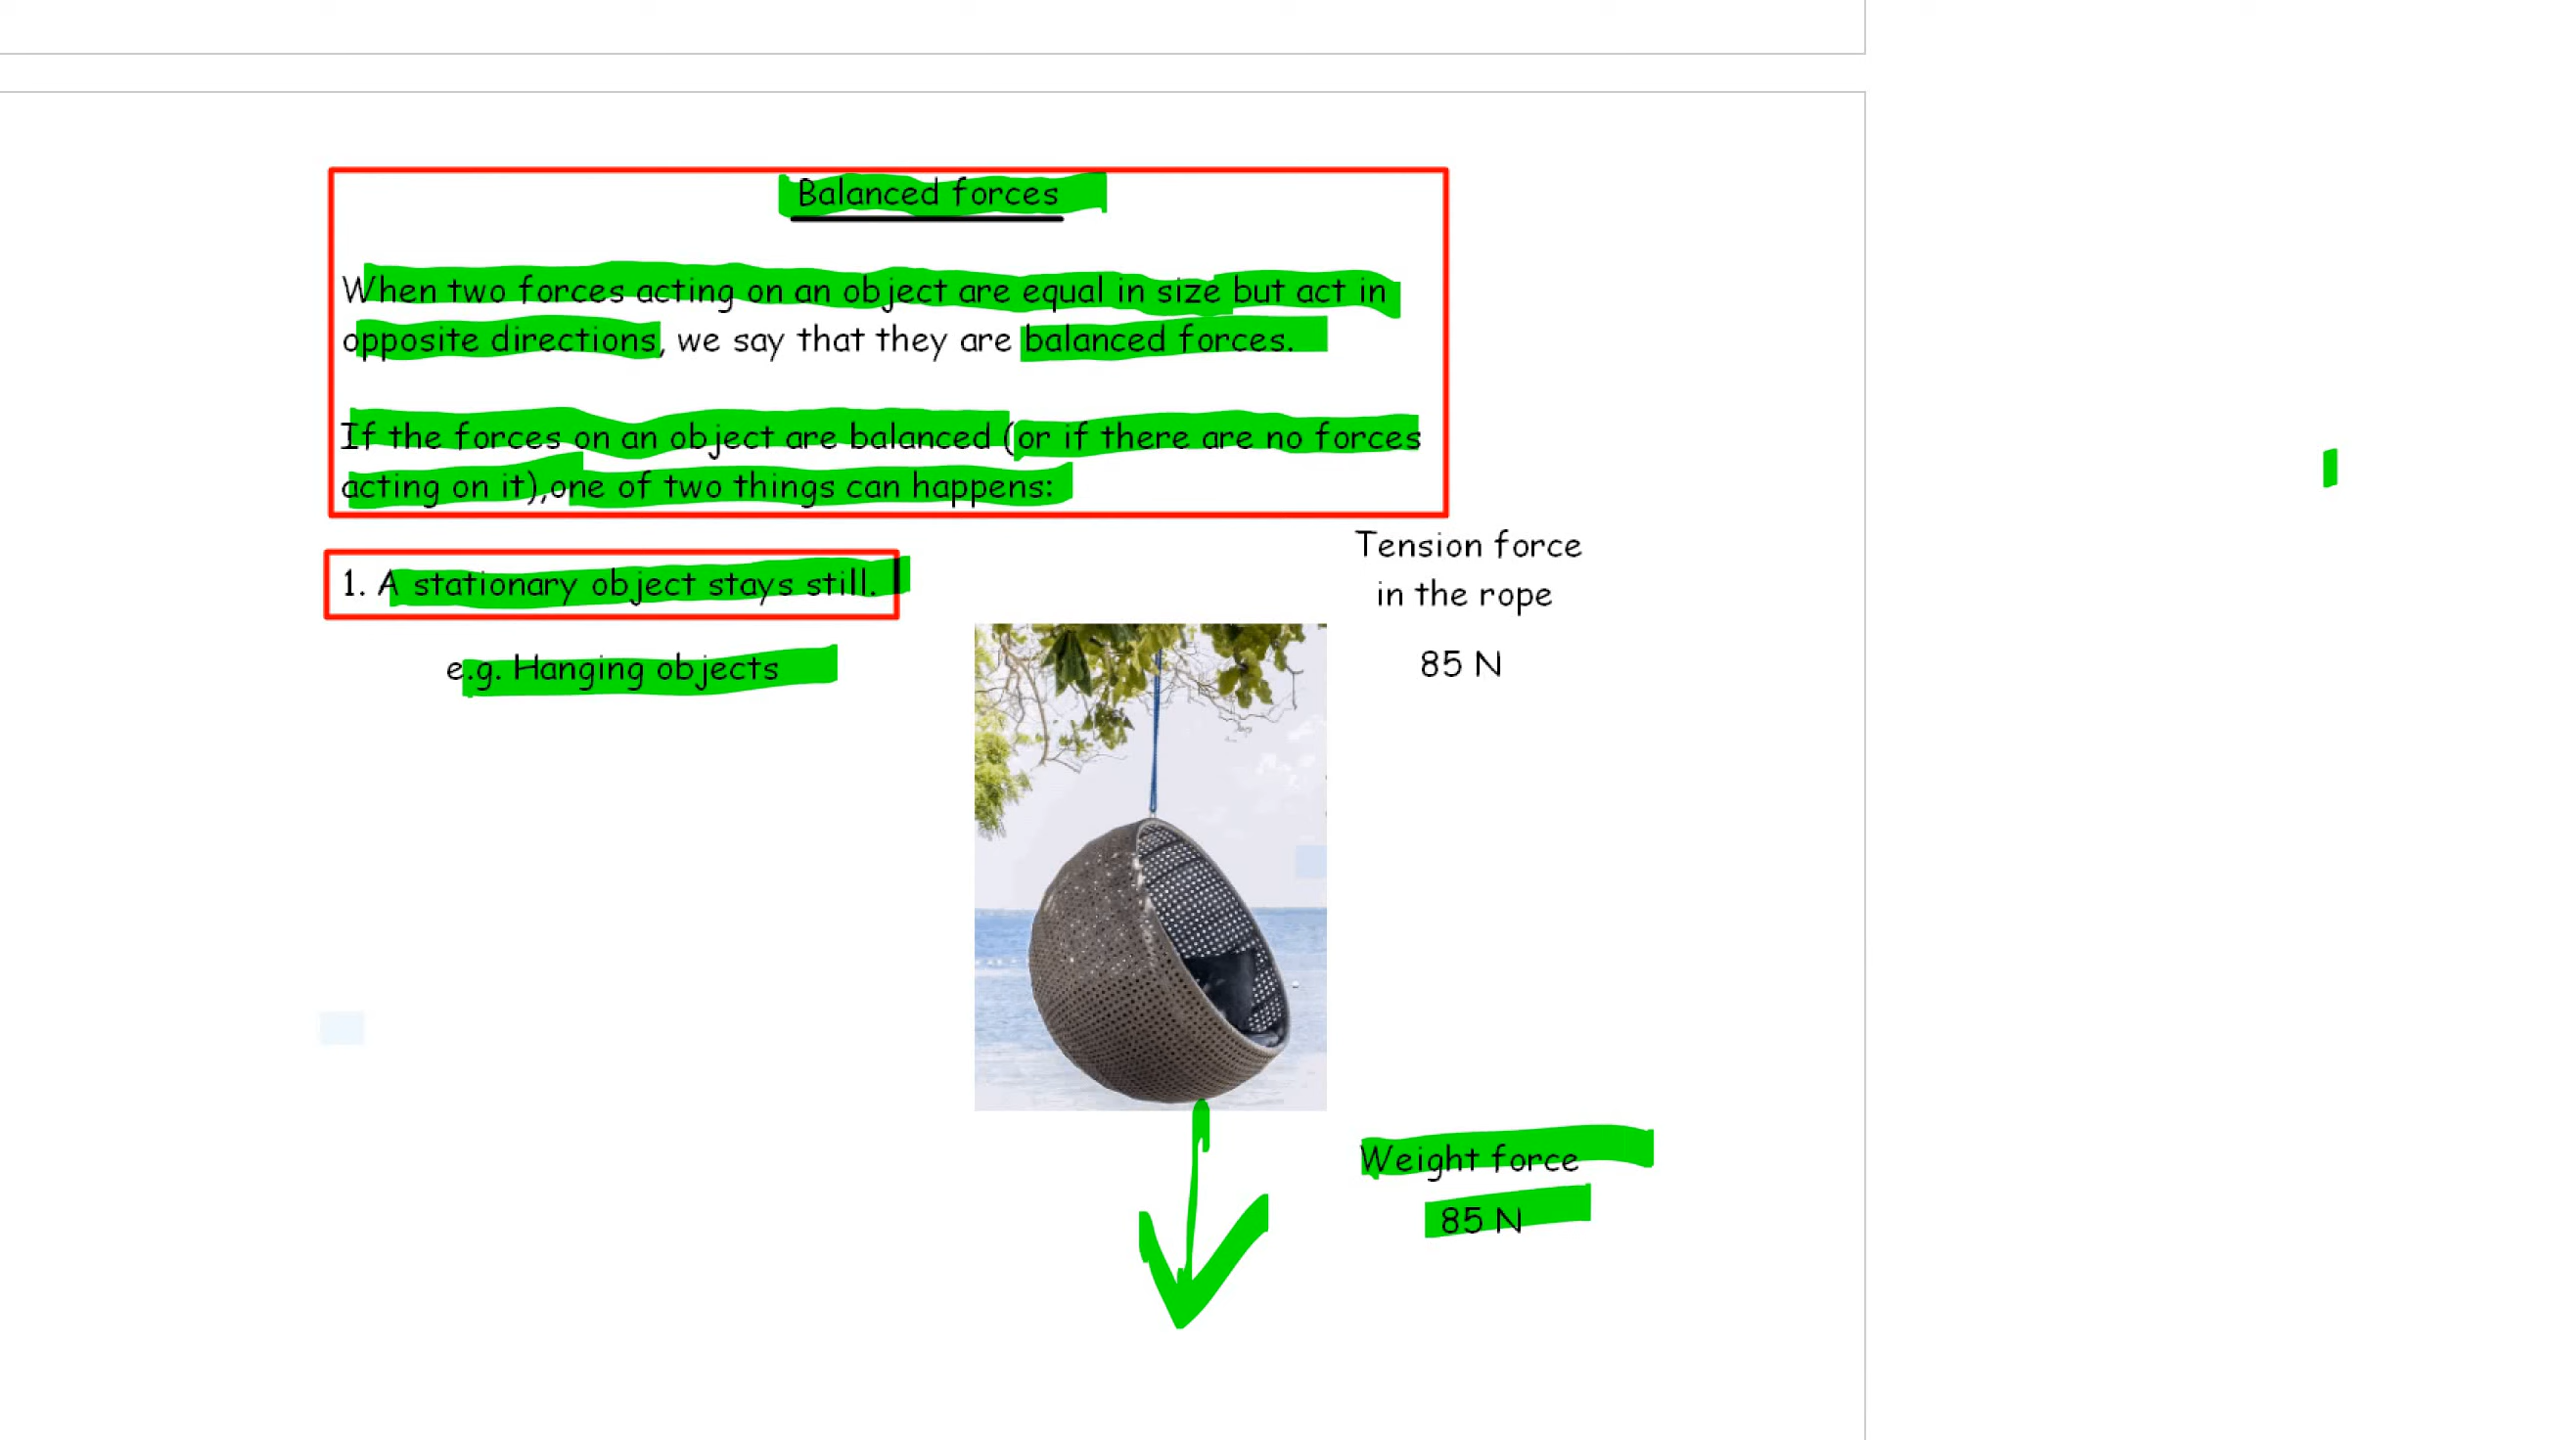 Balanced forces
When two forces acting on an object are equal in size but act in
opposite directions, we say that they are balanced forces.
If the forces on an object are balanced (or if there are no forces
acting on it),one of two things can happens:
1. A stationary object stays still.
e.g. Hanging objects
Tension force
in the rope
85 N
Weight force
85 N